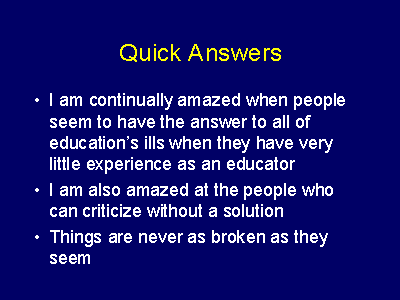 Quick Answers
• I am continually amazed when people
seem to have the answer to all of
education's ills when they have very
little experience as an educator
• I am also amazed at the people who
can criticize without a solution
• Things are never as broken as they
seem